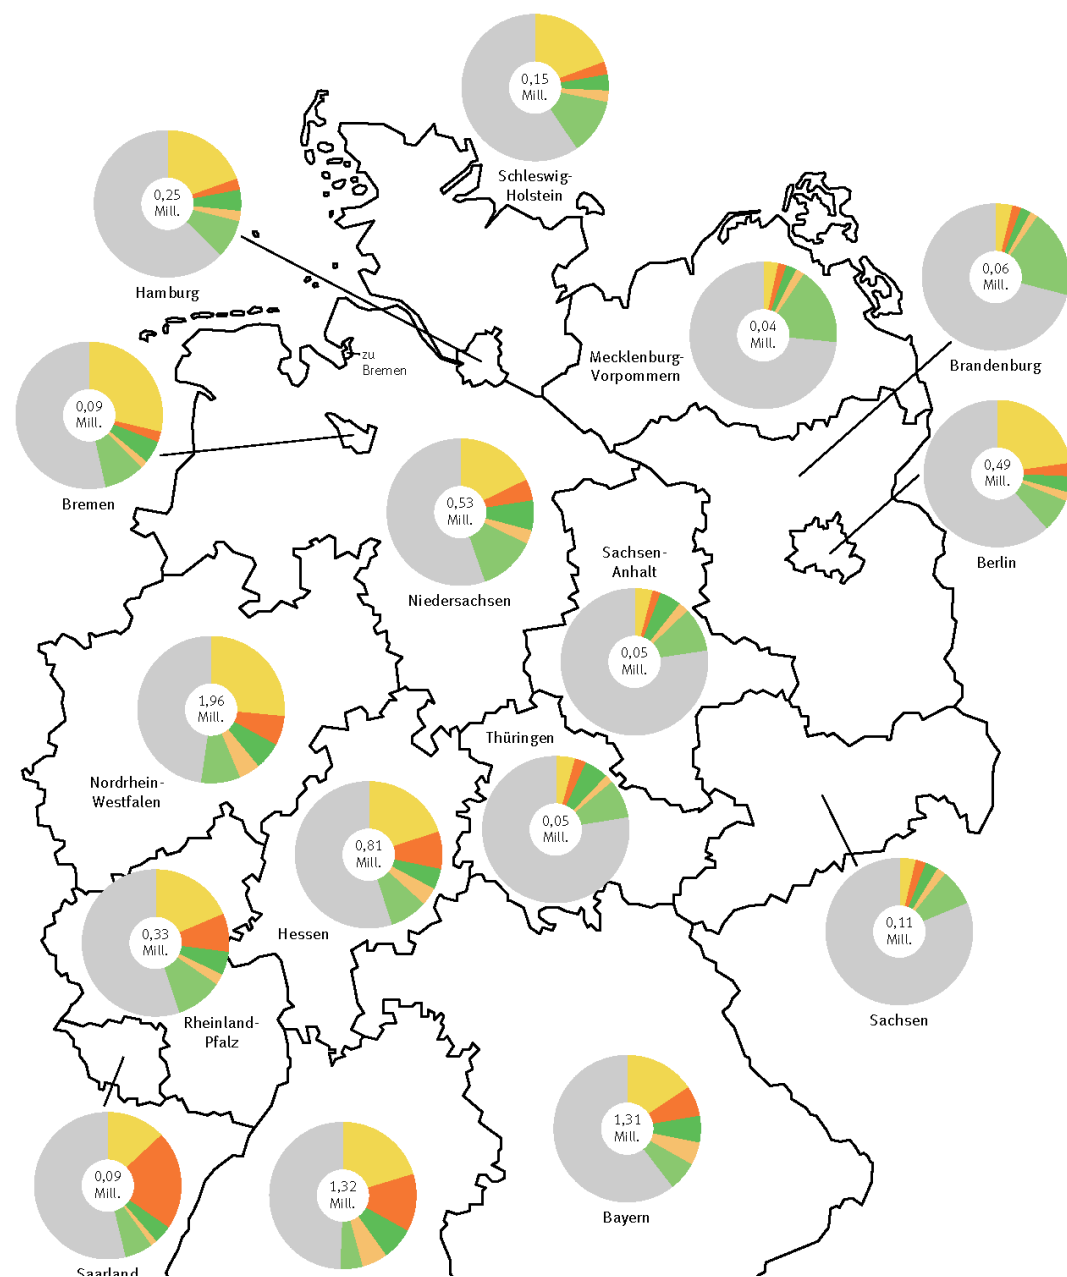 0,15
Mill.
Schleswig-
Holstein
0,25
Mill.
Hamburg
0,06
Mill.
Brandenburg
0,04
Mill.
Mecklenburg-
Vorpommern
zu
Bremen
0,09
Mill.
Bremen
0,49
Mill.
Berlin
0,53
Mill.
Niedersachsen
Sachsen-
Anhalt
0,05
Mill.
1,96
Mill.
Nordrhein-
Westfalen
Thüringen
0,05
Mill.
0,81
Mill.
Hessen
0,33
Mill.
Rheinland-
Pfalz
0,11
Mill.
Sachsen
1,31
Mill.
Bayern
0,09
Mill.
Saarland
1,32
Mill.